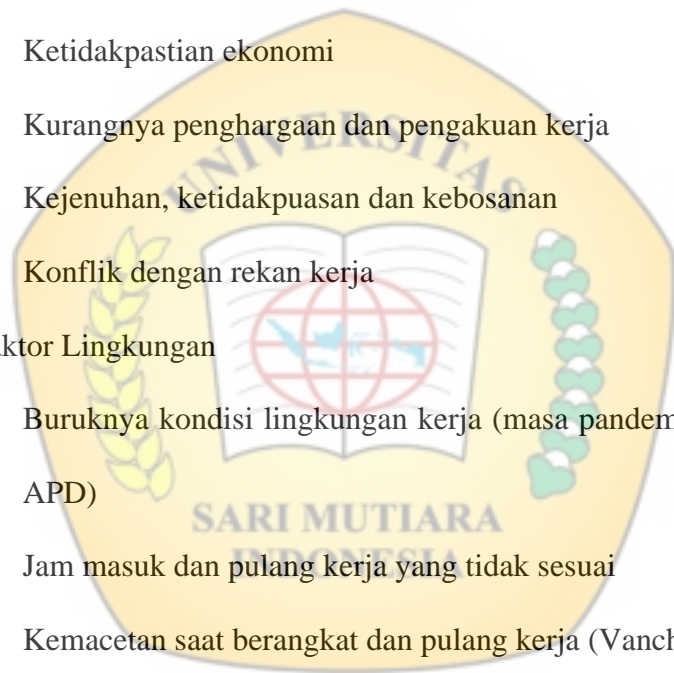 Ketidakpastian ekonomi
Kurangnya penghargaan dan pengakuan kerja
UNIVERSITAS
Kejenuhan, ketidakpuasan dan kebosanan
Konflik dengan rekan kerja
ktor Lingkungan
Buruknya kondisi lingkungan kerja (masa pandem
APD)
SARI MUTIARA
INDONESIA
Jam masuk dan pulang kerja yang tidak sesuai
Kemacetan saat berangkat dan pulang kerja (Vanch